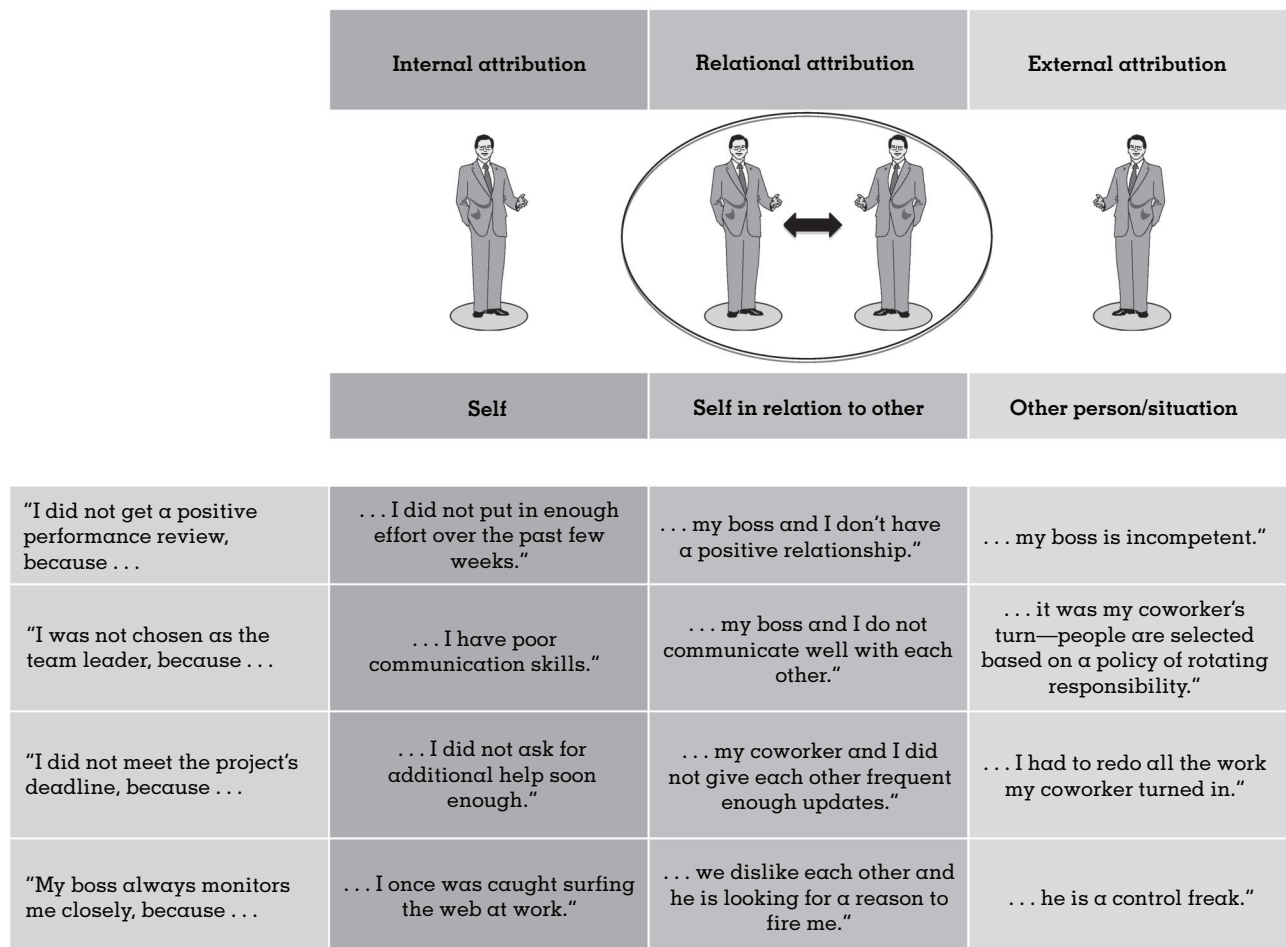 Internal attribution
Relational attribution
External attribution
Self
Self in relation to other
Other person/situation
"I did not get a positive
performance review,
because . . .
. . . I did not put in enough
effort over the past few
weeks."
. . . my boss and I don't have
a positive relationship."
. . . my boss is incompetent."
"I was not chosen as the
team leader, because . . .
. . . I have poor
communication skills."
. . . my boss and I do not
communicate well with each
other."
. . . it was my coworker's
turn—people are selected
based on a policy of rotating
responsibility."
"I did not meet the project's
deadline, because . . .
. . . I did not ask for
additional help soon
enough."
. . . my coworker and I did
not give each other frequent
enough updates."
. . . I had to redo all the work
my coworker turned in."
"My boss always monitors
me closely, because . . .
. . . I once was caught surfing
the web at work."
. . . we dislike each other and
he is looking for a reason to
fire me."
. . . he is a control freak."